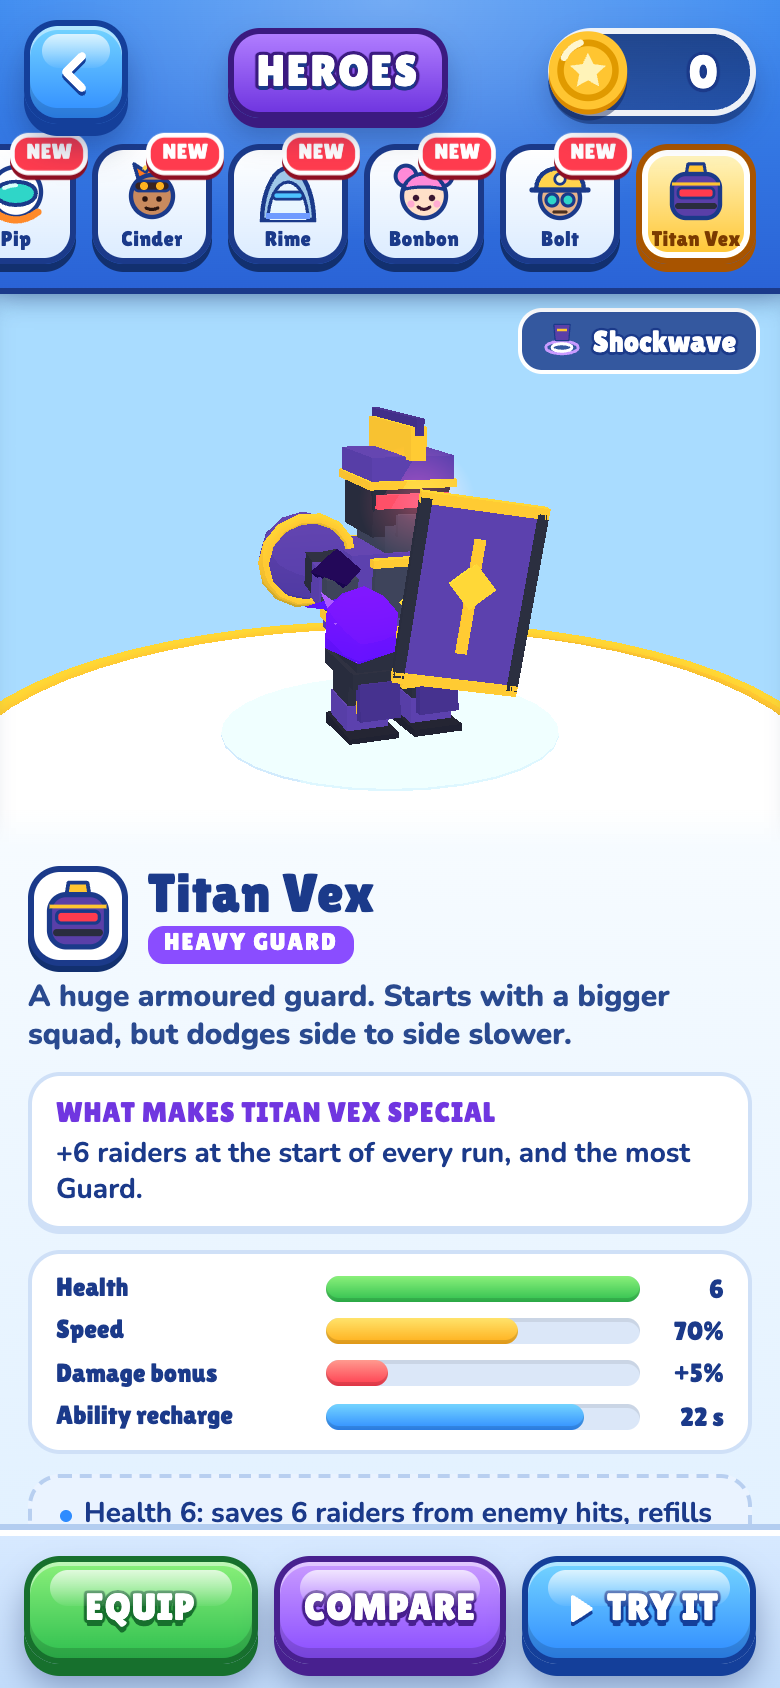 HEROES
0
NEW
NEW
NEW
NEW
NEW
Pip
Cinder
Rime
Bonbon
Bolt
Titan Vex
Shockwave
Titan Vex
HEAVY GUARD
A huge armoured guard. Starts with a bigger
squad, but dodges side to side slower.
WHAT MAKES TITAN VEX SPECIAL
+6 raiders at the start of every run, and the most
Guard.
Health 6
Speed 70%
Damage bonus +5%
Ability recharge 22 s
Health 6: saves 6 raiders from enemy hits, refills
EQUIP
COMPARE
TRY IT